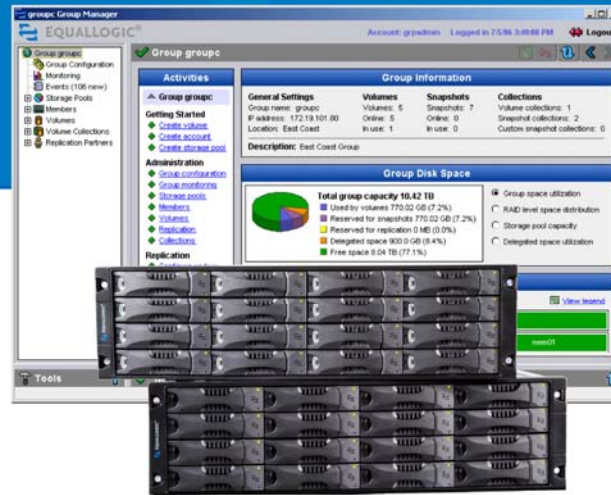 groupc Group Manager
EQUALLOGIC®
Account: grpadmin Logged in 7/5/06 3:49:08 PM Logout
Group groupc
Group Configuration
Monitoring
Events (106 new)
Storage Pools
Members
Volumes
Volume Collections
Replication Partners
Tools
Group groupc
Activities
Group groupc
Getting Started
Create volume
Create account
Create storage pool
Administration
Group configuration
Group monitoring
Storage pools
Members
Volumes
Replication
Collections
Replication
Group Information
General Settings Volumes Snapshots Collections
Group name: groupc Volumes: 5 Snapshots: 7 Volume collections: 1
IP address: 172.19.101.80 Online: 5 Online: 0 Snapshot collections: 2
Location: East Coast In use: 1 In use: 0 Custom snapshot collections: 0
Description: East Coast Group
Group Disk Space
Total group capacity 10.42 TB
Used by volumes 770.02 GB (7.2%)
Reserved for snapshots 770.02 GB (7.2%)
Reserved for replication 0 MB (0.0%)
Delegated space 900.0 GB (8.4%)
Free space 8.04 TB (77.1%)
Group space utilization
RAID level space distribution
Storage pool capacity
Delegated space utilization
View legend
mem01